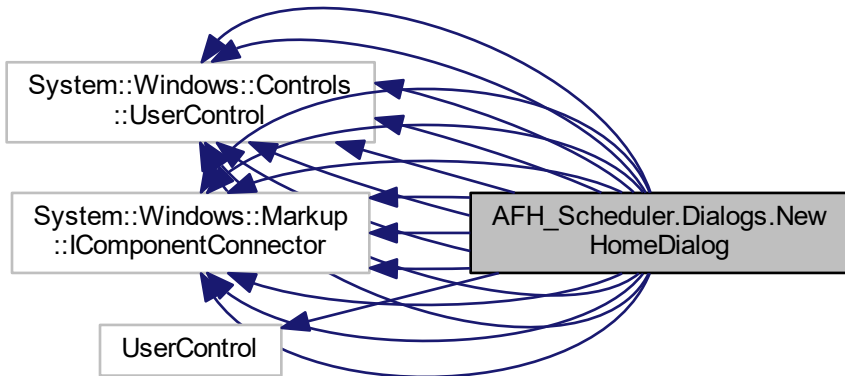 System::Windows::Controls
::UserControl
System::Windows::Markup
::IComponentConnector
AFH_Scheduler.Dialogs.New
HomeDialog
UserControl